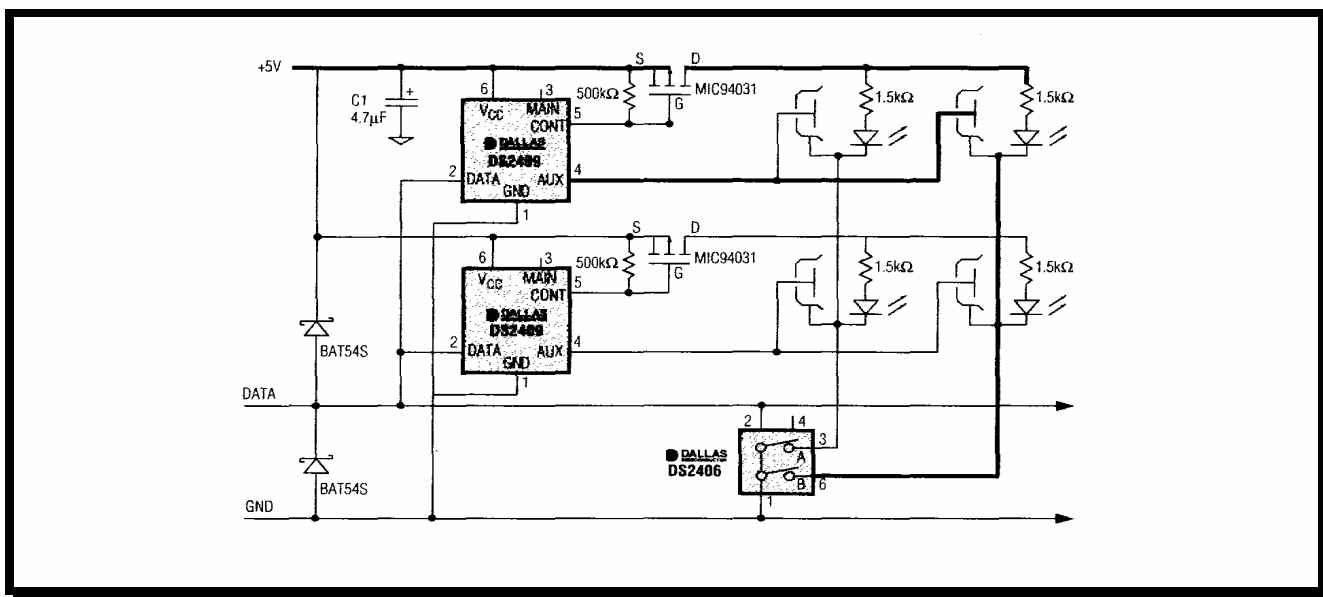 +5V
S D
C1
4.7µF
+
6
3
VCC
MAIN
CONT
5
500kΩ
G
MIC94031
1.5kΩ
1.5kΩ
DALLAS
DS2409
2
DATA
AUX
4
GND
1
S D
6
3
VCC
MAIN
CONT
5
500kΩ
G
MIC94031
1.5kΩ
1.5kΩ
DALLAS
DS2409
2
DATA
AUX
4
GND
1
BAT54S
DATA
2
4
3
A
DALLAS
SEMICONDUCTOR
DS2406
B
6
1
BAT54S
GND